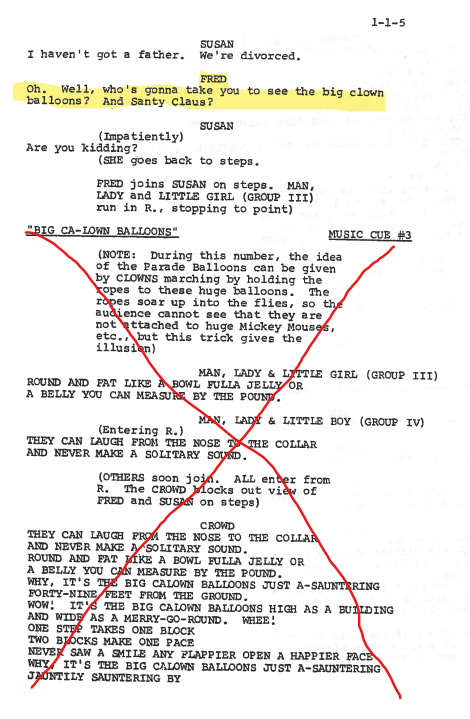 1-1-5
SUSAN
I haven't got a father. We're divorced.
FRED
Oh. Well, who's gonna take you to see the big clown
balloons? And Santy Claus?
SUSAN
(Impatiently)
Are you kidding?
(SHE goes back to steps.
FRED joins SUSAN on steps. MAN,
LADY and LITTLE GIRL (GROUP III)
run in R., stopping to point)
"BIG CA-LOWN BALLOONS" MUSIC CUE #3
(NOTE: During this number, the idea
of the Parade Balloons can be given
by CLOWNS marching by holding the
ropes to these huge balloons. The
ropes soar up into the flies, so the
audience cannot see that they are
not attached to huge Mickey Mouses,
etc., but this trick gives the
illusion)
MAN, LADY & LITTLE GIRL (GROUP III)
ROUND AND FAT LIKE A BOWL FULLA JELLY OR
A BELLY YOU CAN MEASURE BY THE POUND.
MAN, LADY & LITTLE BOY (GROUP IV)
(Entering R.)
THEY CAN LAUGH FROM THE NOSE TO THE COLLAR
AND NEVER MAKE A SOLITARY SOUND.
(OTHERS soon join. ALL enter from
R. The CROWD blocks out view of
FRED and SUSAN on steps)
CROWD
THEY CAN LAUGH FROM THE NOSE TO THE COLLAR
AND NEVER MAKE A SOLITARY SOUND.
ROUND AND FAT LIKE A BOWL FULLA JELLY OR
A BELLY YOU CAN MEASURE BY THE POUND.
WHY, IT'S THE BIG CALOWN BALLOONS JUST A-SAUNTERING
FORTY-NINE FEET FROM THE GROUND.
WOW! IT'S THE BIG CALOWN BALLOONS HIGH AS A BUILDING
AND WIDE AS A MERRY-GO-ROUND. WHEE!
ONE STEP TAKES ONE BLOCK
TWO BLOCKS MAKE ONE PACE
NEVER SAW A SMILE ANY FLAPPIER OPEN A HAPPIER FACE
WHY, IT'S THE BIG CALOWN BALLOONS JUST A-SAUNTERING
JAUNTILY SAUNTERING BY